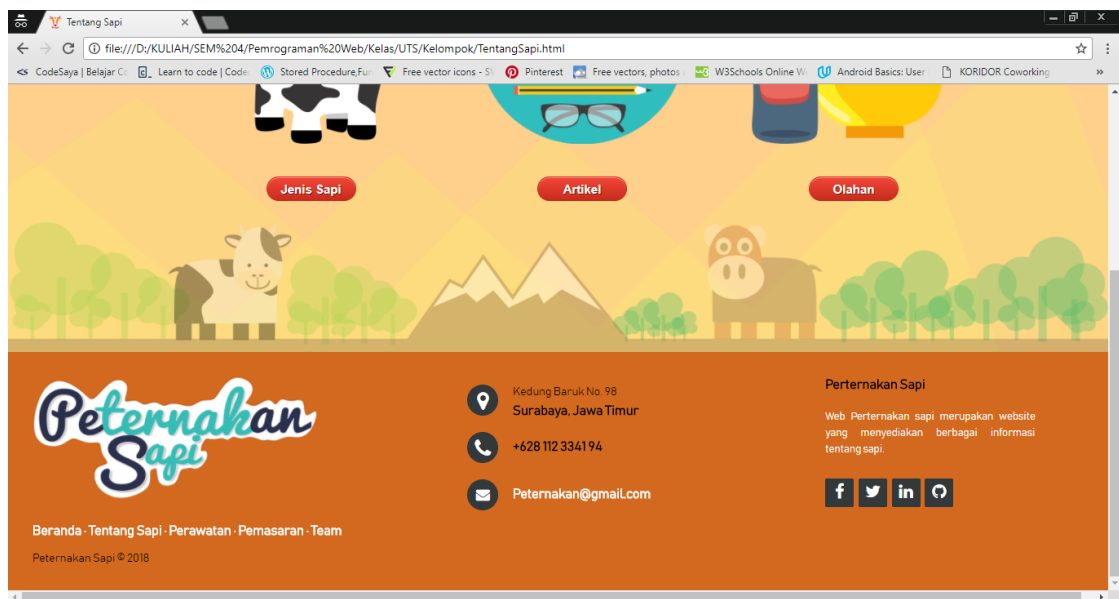 Tentang Sapi
file:///D:/KULIAH/SEM%204/Pemrograman%20Web/Kelas/UTS/Kelompok/TentangSapi.html
CodeSaya | Belajar Learn to code | Code Stored Procedure,Fun Free vector icons - SV Pinterest Free vectors, photos W3Schools Online W Android Basics: User KORIDOR Coworking
Jenis Sapi
Artikel
Olahan
Peternakan
Sapi
Beranda · Tentang Sapi · Perawatan · Pemasaran · Team
Peternakan Sapi © 2018
Kedung Baruk No. 98
Surabaya, Jawa Timur
+628 112 3341 94
Peternakan@gmail.com
Perternakan Sapi
Web Perternakan sapi merupakan website
yang menyediakan berbagai informasi
tentang sapi.